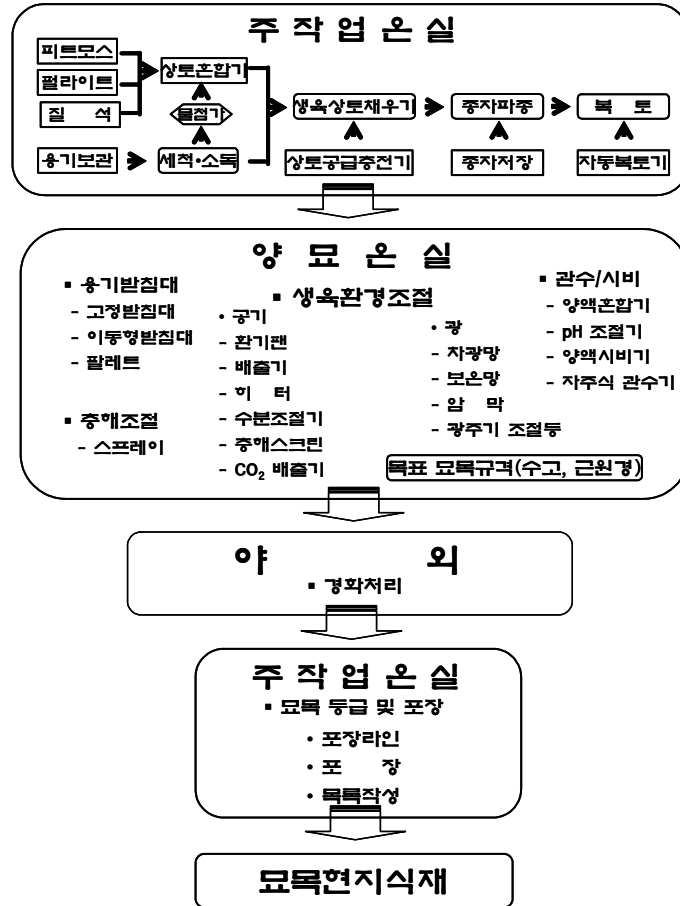 주 작 업 온 실
피트모스
펄라이트
질 석
상토혼합기
물첨가
용기보관
세척·소독
생육상토채우기
종자파종
복 토
상토공급충전기
종자저장
자동복토기
양 묘 온 실
▪ 용기받침대
- 고정받침대
- 이동형받침대
- 팔레트
▪ 충해조절
- 스프레이
▪ 생육환경조절
• 공기
- 환기팬
- 배출기
- 히 터
- 수분조절기
- 충해스크린
- CO₂ 배출기
• 광
- 차광망
- 보온망
- 암 막
- 광주기 조절등
▪ 관수/시비
- 양액혼합기
- pH 조절기
- 양액시비기
- 자주식 관수기
목표 묘목규격(수고, 근원경)
야 외
▪ 경화처리
주 작 업 온 실
▪ 묘목 등급 및 포장
• 포장라인
• 포 장
• 목록작성
묘목현지식재